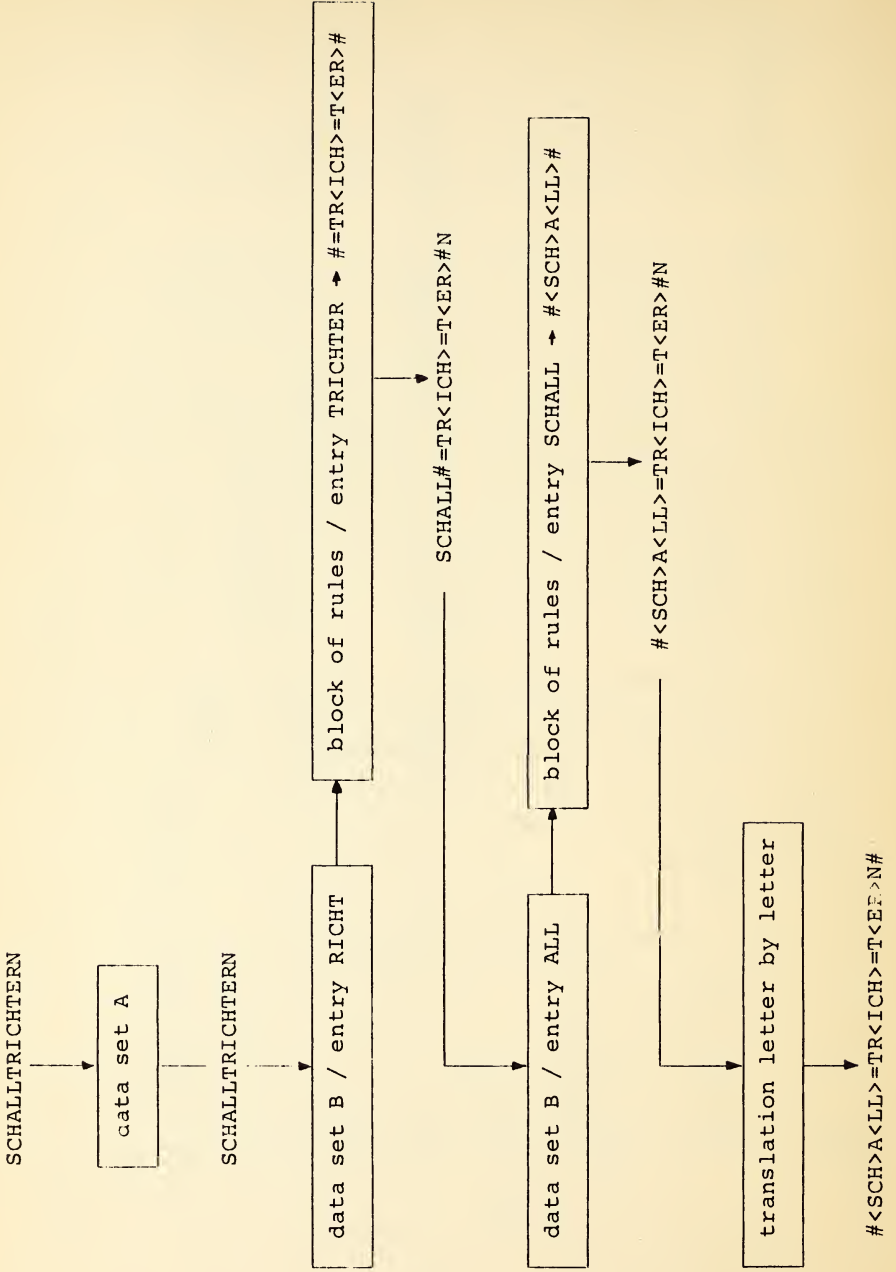 SCHALLTRICHTERN
data set A
SCHALLTRICHTERN
data set B / entry RICHT
block of rules / entry TRICHTER → #=TR<ICH>=T<ER>#
SCHALL#=TR<ICH>=T<ER>#N
data set B / entry ALL
block of rules / entry SCHALL → #<SCH>A<LL>#
#<SCH>A<LL>=TR<ICH>=T<ER>#N
translation letter by letter
#<SCH>A<LL>=TR<ICH>=T<ER>N#